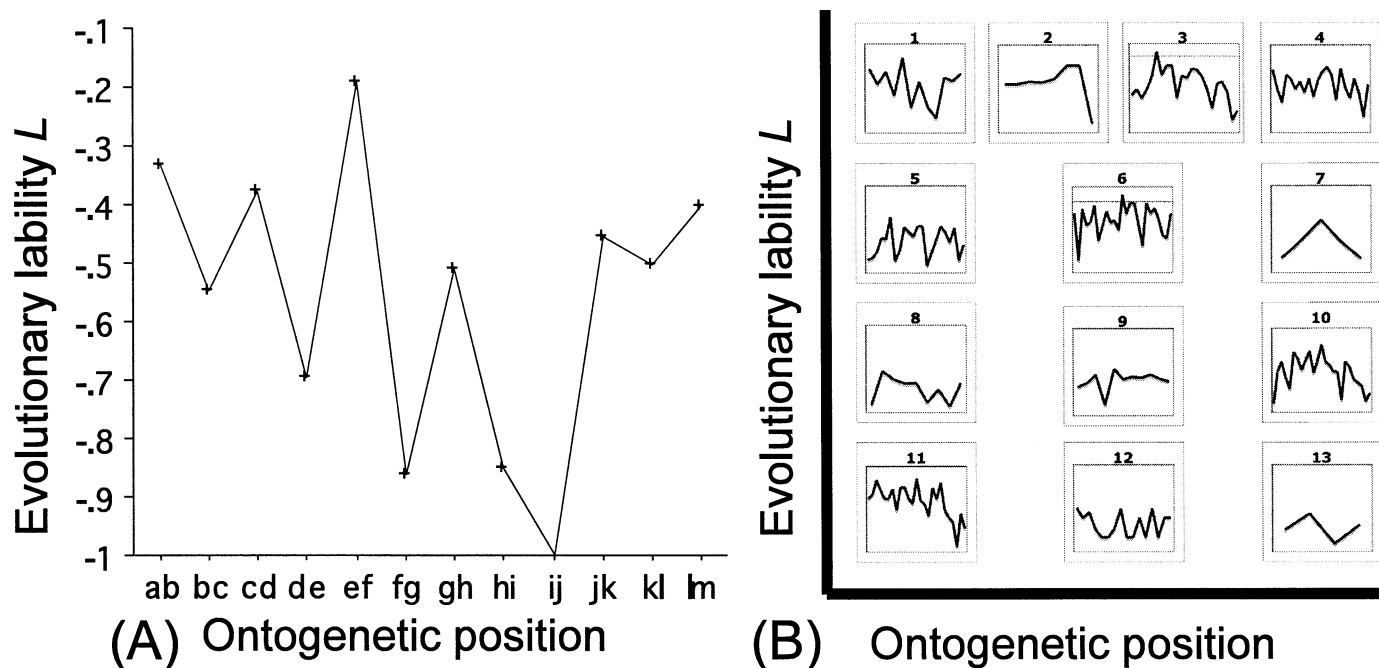 Evolutionary lability L
-.1
-.2
-.3
-.4
-.5
-.6
-.7
-.8
-.9
-1
ab bc cd de ef fg gh hi ij jk kl lm
(A) Ontogenetic position
Evolutionary lability L
1 2 3 4
5 6 7
8 9 10
11 12 13
(B) Ontogenetic position